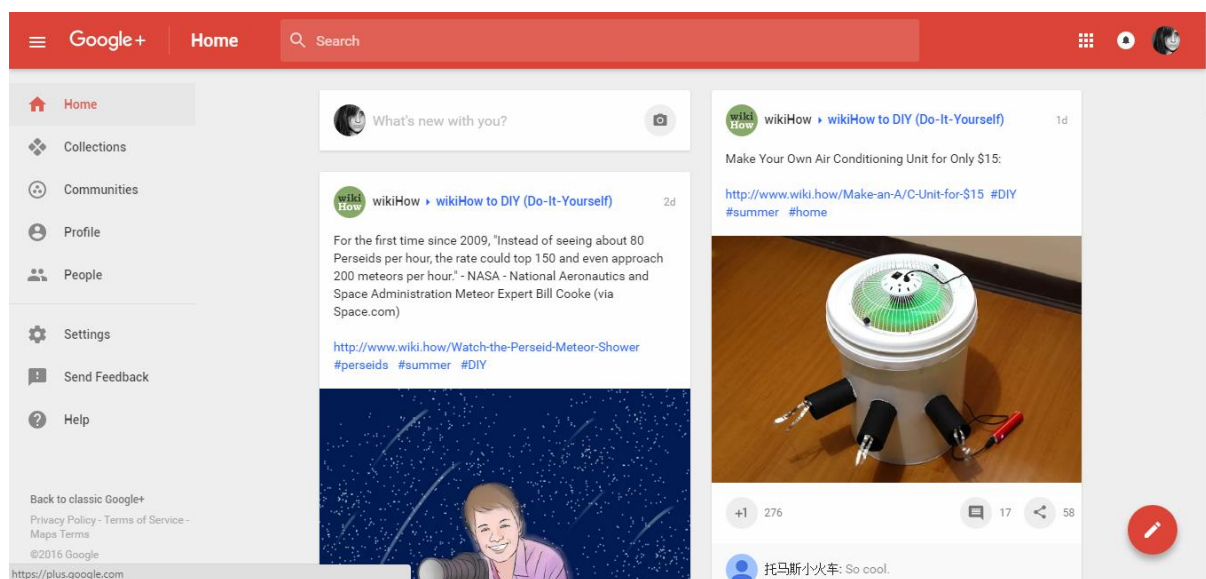 Google+
Home
Search
Home
Collections
Communities
Profile
People
Settings
Send Feedback
Help
Back to classic Google+
Privacy Policy - Terms of Service -
Maps Terms
©2016 Google
https://plus.google.com
What's new with you?
wiki
How
wikiHow ▸ wikiHow to DIY (Do-It-Yourself)
2d
For the first time since 2009, "Instead of seeing about 80
Perseids per hour, the rate could top 150 and even approach
200 meteors per hour." - NASA - National Aeronautics and
Space Administration Meteor Expert Bill Cooke (via
Space.com)
http://www.wiki.how/Watch-the-Perseid-Meteor-Shower
#perseids #summer #DIY
wiki
How
wikiHow ▸ wikiHow to DIY (Do-It-Yourself)
1d
Make Your Own Air Conditioning Unit for Only $15:
http://www.wiki.how/Make-an-A/C-Unit-for-$15 #DIY
#summer #home
+1 276
17
58
托马斯小火车: So cool.